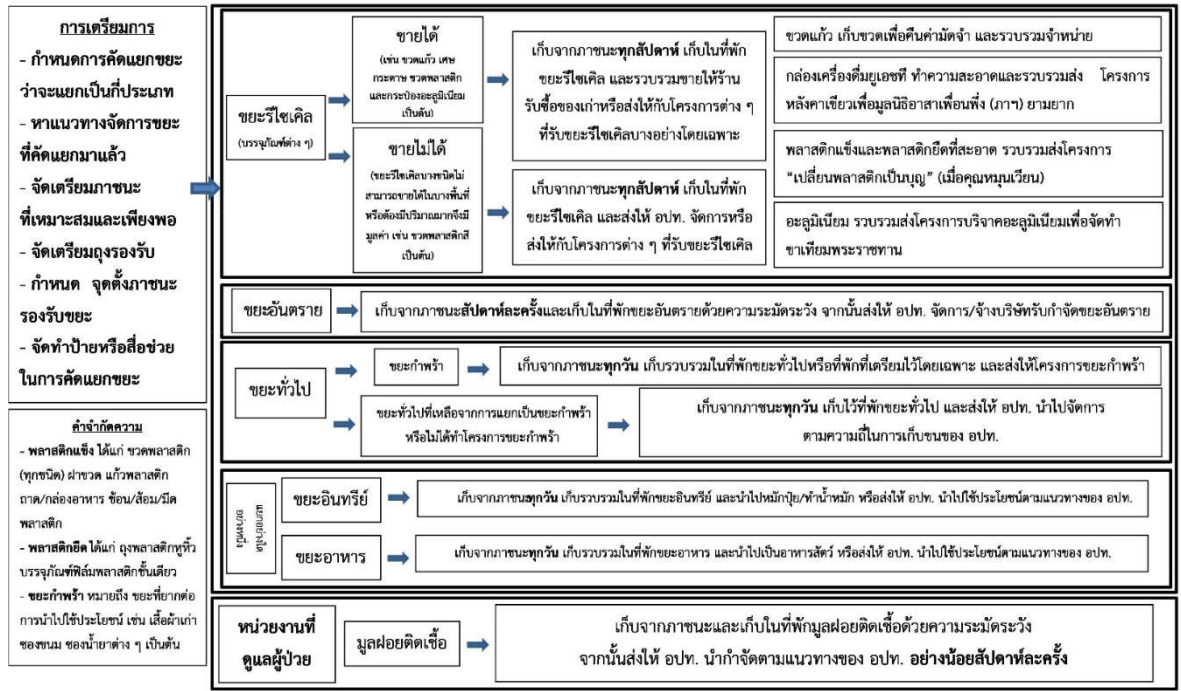 การเตรียมการ
- กำหนดการคัดแยกขยะ
ว่าจะแยกเป็นกี่ประเภท
- หาแนวทางจัดการขยะ
ที่คัดแยกมาแล้ว
- จัดเตรียมภาชนะ
ที่เหมาะสมและเพียงพอ
- จัดเตรียมถุงรองรับ
- กำหนด จุดตั้งภาชนะ
รองรับขยะ
- จัดทำป้ายหรือสื่อช่วย
ในการคัดแยกขยะ
คำจำกัดความ
- พลาสติกแข็ง ได้แก่ ขวดพลาสติก
(ทุกชนิด) ฝาขวด แก้วพลาสติก
ถาด/กล่องอาหาร ช้อน/ส้อม/มีด
พลาสติก
- พลาสติกยืด ได้แก่ ถุงพลาสติกหูหิ้ว
บรรจุภัณฑ์ฟิล์มพลาสติกชั้นเดียว
- ขยะกำพร้า หมายถึง ขยะที่ยากต่อ
การนำไปใช้ประโยชน์ เช่น เสื้อผ้าเก่า
ซองขนม ซองน้ำยาต่าง ๆ เป็นต้น
ขยะรีไซเคิล
(บรรจุภัณฑ์ต่าง ๆ)
ขายได้
(เช่น ขวดแก้ว เศษ
กระดาษ ขวดพลาสติก
และกระป๋องอะลูมิเนียม
เป็นต้น)
เก็บจากภาชนะทุกสัปดาห์ เก็บในที่พัก
ขยะรีไซเคิล และรวบรวมขายให้ร้าน
รับซื้อของเก่าหรือส่งให้กับโครงการต่าง ๆ
ที่รับขยะรีไซเคิลบางอย่างโดยเฉพาะ
ขายไม่ได้
(ขยะรีไซเคิลบางชนิดไม่
สามารถขายได้ในบางพื้นที่
หรือต้องมีปริมาณมากจึงมี
มูลค่า เช่น ขวดพลาสติกสี
เป็นต้น)
เก็บจากภาชนะทุกสัปดาห์ เก็บในที่พัก
ขยะรีไซเคิล และส่งให้ อปท. จัดการหรือ
ส่งให้กับโครงการต่าง ๆ ที่รับขยะรีไซเคิล
ขวดแก้ว เก็บขวดเพื่อคืนค่ามัดจำ และรวบรวมจำหน่าย
กล่องเครื่องดื่มยูเอชที ทำความสะอาดและรวบรวมส่ง โครงการ
หลังคาเขียวเพื่อมูลนิธิอาสาเพื่อนพึ่ง (ภาฯ) ยามยาก
พลาสติกแข็งและพลาสติกยืดที่สะอาด รวบรวมส่งโครงการ
“เปลี่ยนพลาสติกเป็นบุญ” (เมื่อคุณหมุนเวียน)
อะลูมิเนียม รวบรวมส่งโครงการบริจาคอะลูมิเนียมเพื่อจัดทำ
ขาเทียมพระราชทาน
ขยะอันตราย
เก็บจากภาชนะสัปดาห์ละครั้งและเก็บในที่พักขยะอันตรายด้วยความระมัดระวัง จากนั้นส่งให้ อปท. จัดการ/จ้างบริษัทรับกำจัดขยะอันตราย
ขยะทั่วไป
ขยะกำพร้า
เก็บจากภาชนะทุกวัน เก็บรวบรวมในที่พักขยะทั่วไปหรือที่พักที่เตรียมไว้โดยเฉพาะ และส่งให้โครงการขยะกำพร้า
ขยะทั่วไปที่เหลือจากการแยกเป็นขยะกำพร้า
หรือไม่ได้ทำโครงการขยะกำพร้า
เก็บจากภาชนะทุกวัน เก็บไว้ที่พักขยะทั่วไป และส่งให้ อปท. นำไปจัดการ
ตามความถี่ในการเก็บขนของ อปท.
แยกอย่างใด
อย่างหนึ่ง
ขยะอินทรีย์
เก็บจากภาชนะทุกวัน เก็บรวบรวมในที่พักขยะอินทรีย์ และนำไปหมักปุ๋ย/ทำน้ำหมัก หรือส่งให้ อปท. นำไปใช้ประโยชน์ตามแนวทางของ อปท.
ขยะอาหาร
เก็บจากภาชนะทุกวัน เก็บรวบรวมในที่พักขยะอาหาร และนำไปเป็นอาหารสัตว์ หรือส่งให้ อปท. นำไปใช้ประโยชน์ตามแนวทางของ อปท.
หน่วยงานที่
ดูแลผู้ป่วย
มูลฝอยติดเชื้อ
เก็บจากภาชนะและเก็บในที่พักมูลฝอยติดเชื้อด้วยความระมัดระวัง
จากนั้นส่งให้ อปท. นำกำจัดตามแนวทางของ อปท. อย่างน้อยสัปดาห์ละครั้ง